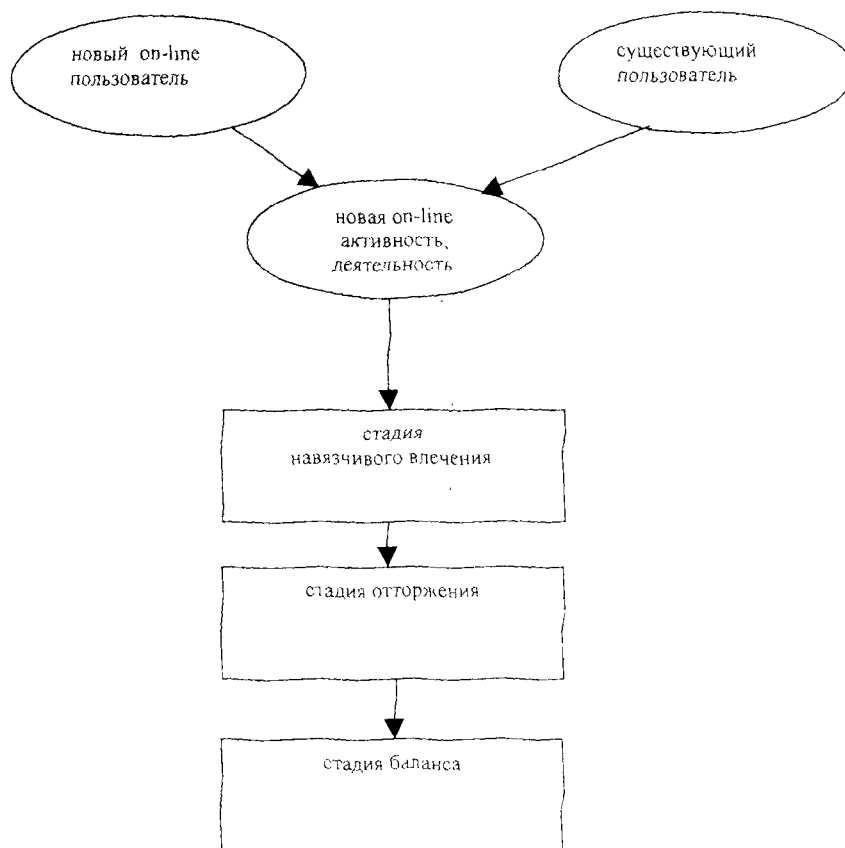 новый on-line
пользователь
существующий
пользователь
новая on-line
активность,
деятельность
стадия
навязчивого влечения
стадия отторжения
стадия баланса